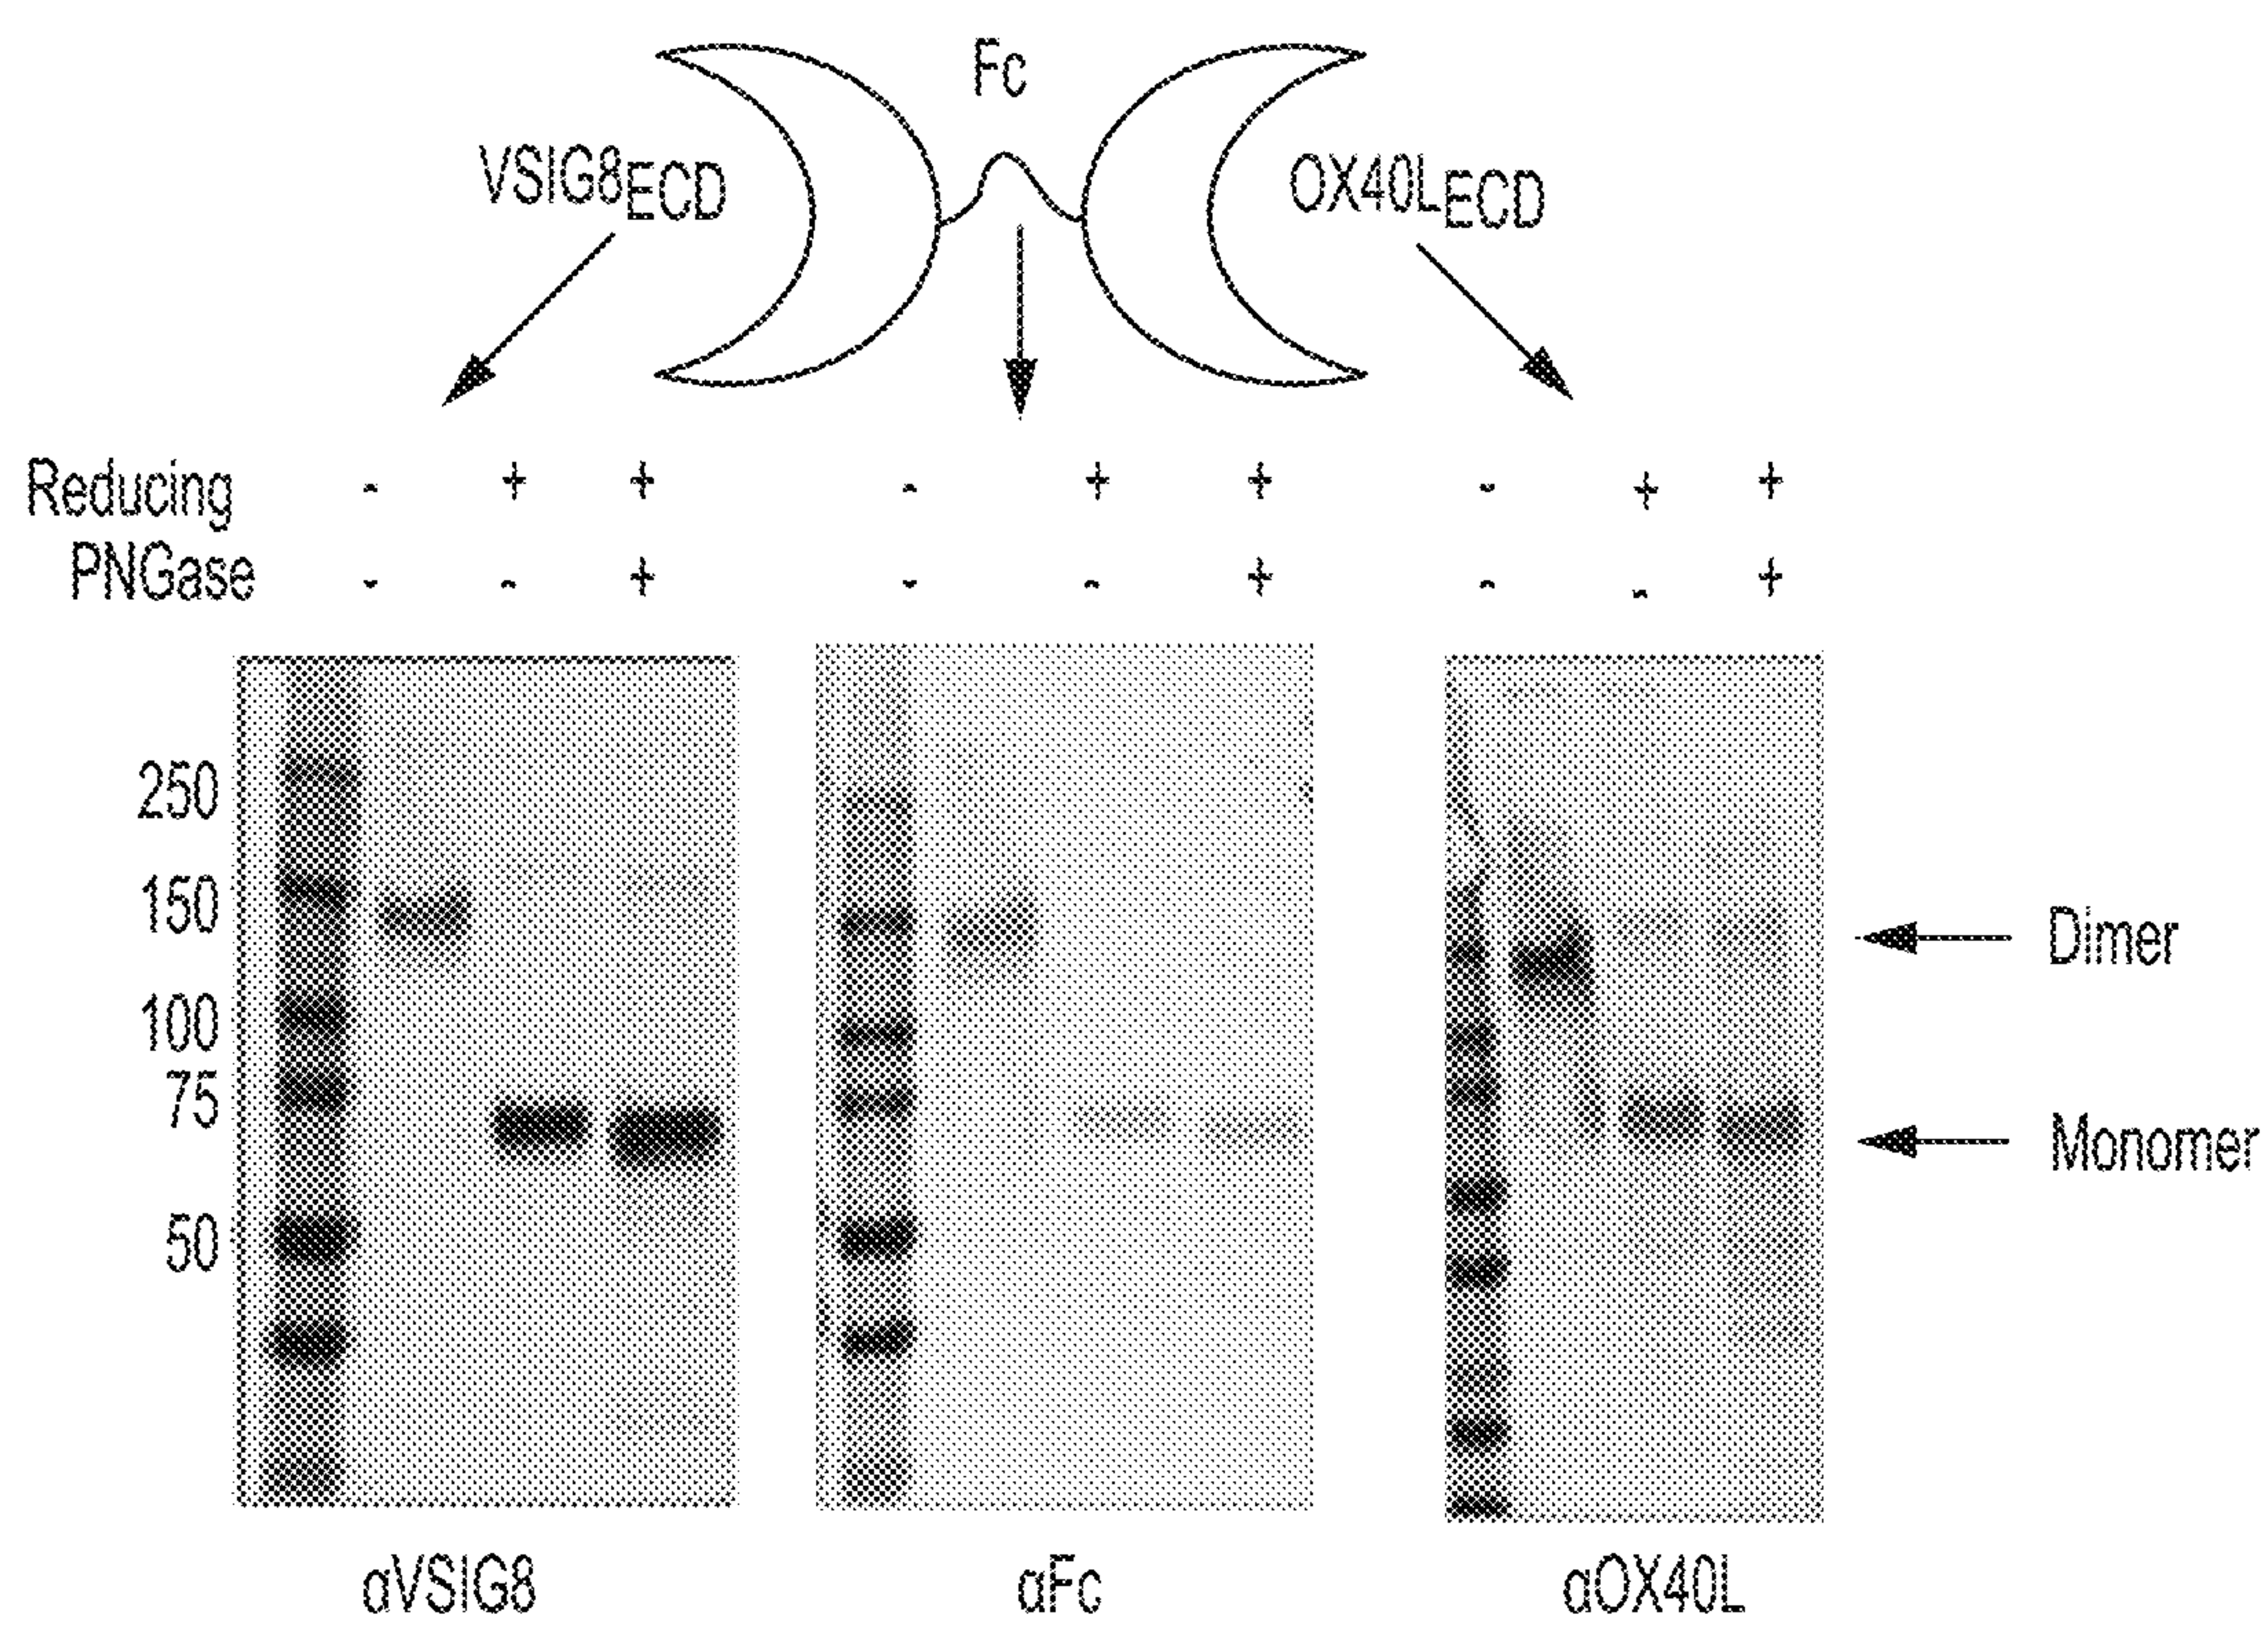 Fc
VSIG8ECD
OX40LECD
Reducing - + + - + + - + +
PNGase - - + - - + - - +
250
150
100
75
50
Dimer
Monomer
αVSIG8
αFc
αOX40L